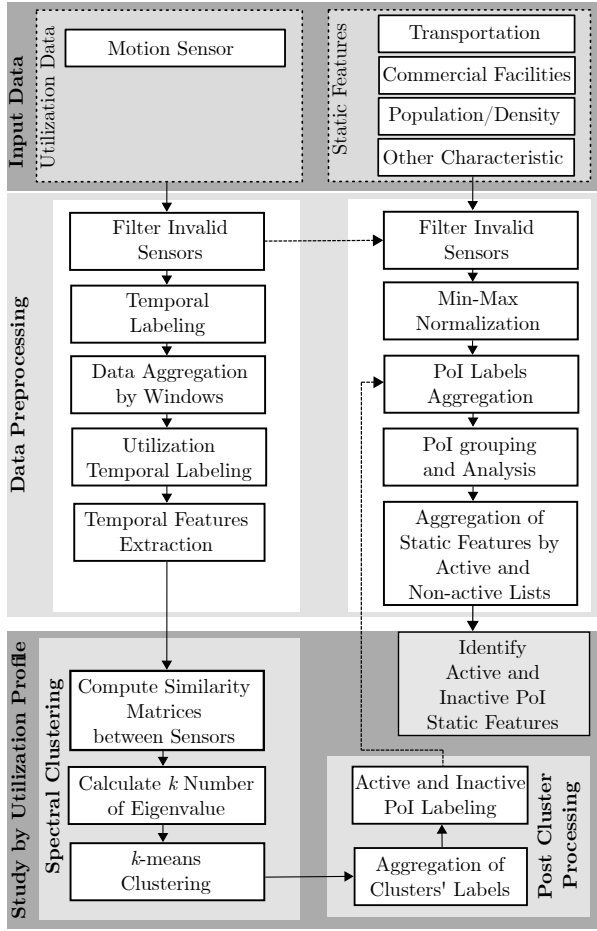 Input Data
Utilization Data
Motion Sensor
Static Features
Transportation
Commercial Facilities
Population/Density
Other Characteristic
Data Preprocessing
Filter Invalid
Sensors
Temporal
Labeling
Data Aggregation
by Windows
Utilization
Temporal Labeling
Temporal Features
Extraction
Filter Invalid
Sensors
Min-Max
Normalization
PoI Labels
Aggregation
PoI grouping
and Analysis
Aggregation of
Static Features by
Active and
Non-active Lists
Identify
Active and
Inactive PoI
Static Features
Study by Utilization Profile
Spectral Clustering
Compute Similarity
Matrices
between Sensors
Calculate k Number
of Eigenvalue
k-means
Clustering
Active and Inactive
PoI Labeling
Aggregation of
Clusters' Labels
Post Cluster
Processing